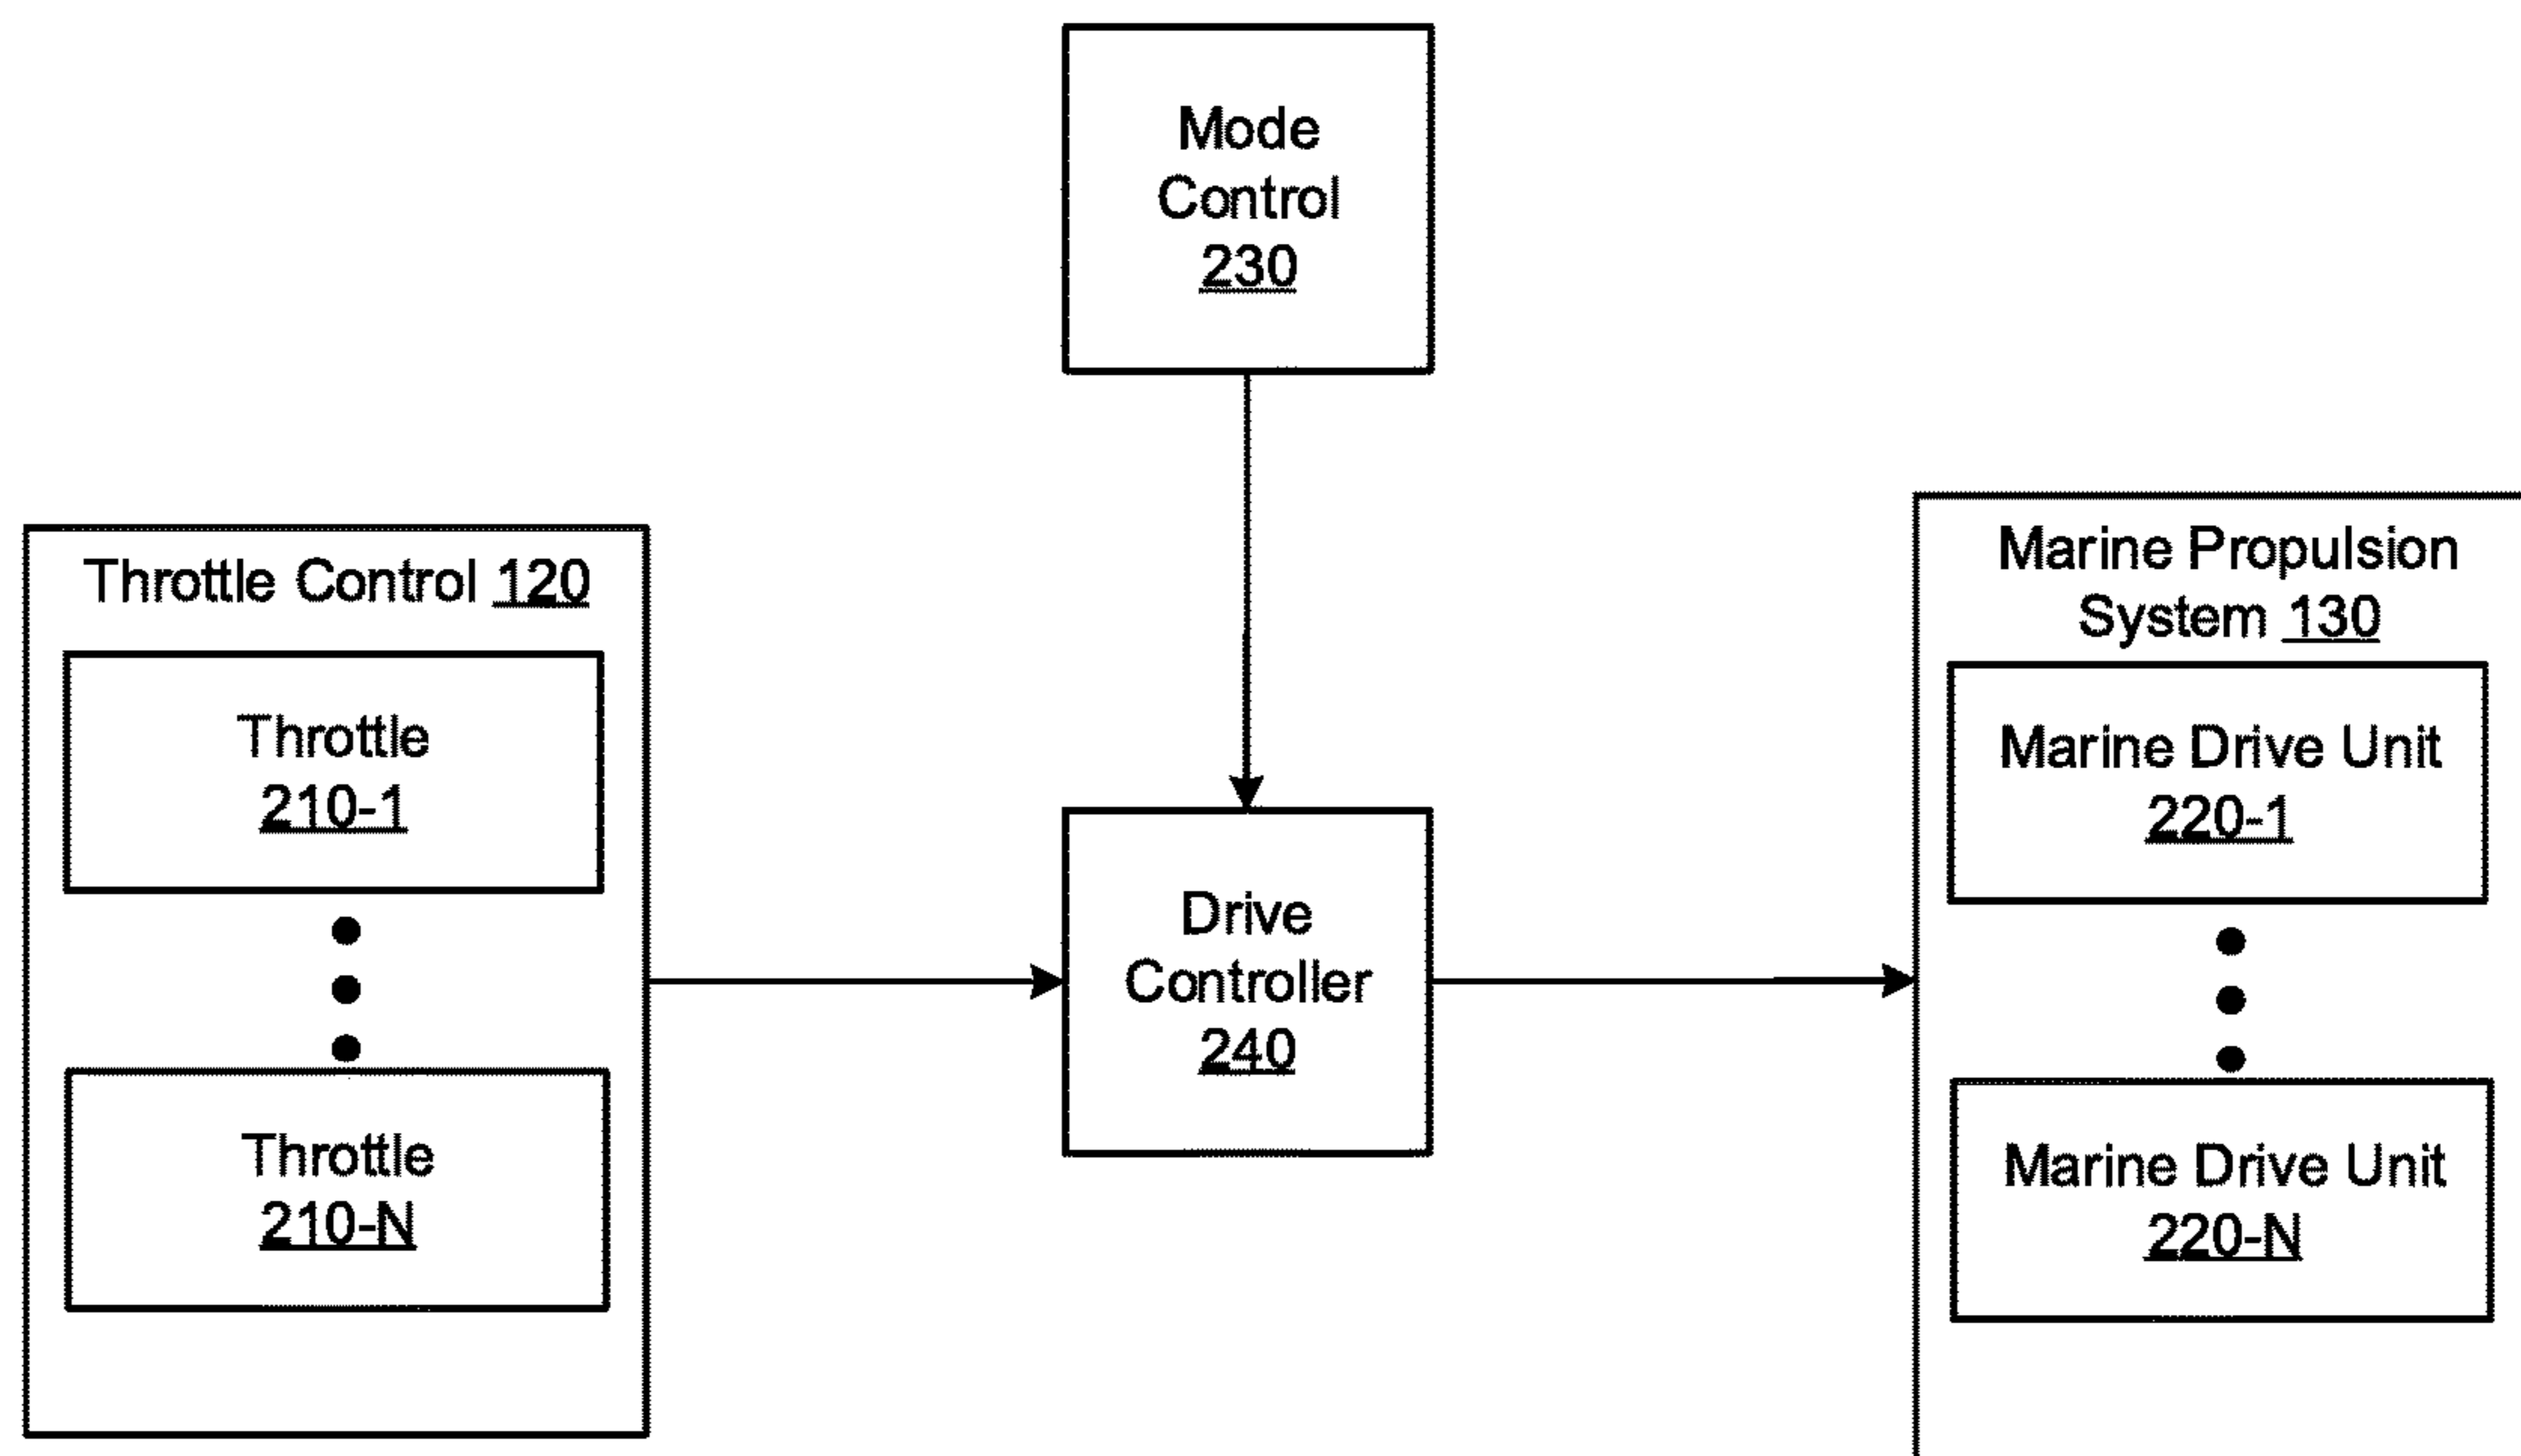 Mode
Control
230
Throttle Control 120
Throttle
210-1
Throttle
210-N
Drive
Controller
240
Marine Propulsion
System 130
Marine Drive Unit
220-1
Marine Drive Unit
220-N